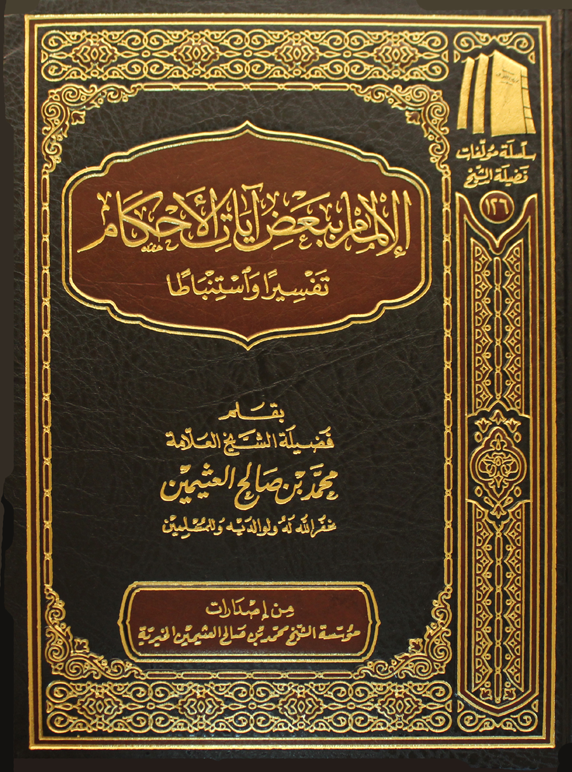 سلسلة مؤلفات
فضيلة الشيخ
١٢٦
الإلمام ببعض آيات الأحكام
تفسيرًا واستنباطًا
بقلم
فضيلة الشيخ العلامة
محمد بن صالح العثيمين
غفر الله له ولوالديه وللمسلمين
من إصدارات
مؤسسة الشيخ محمد بن صالح العثيمين الخيرية